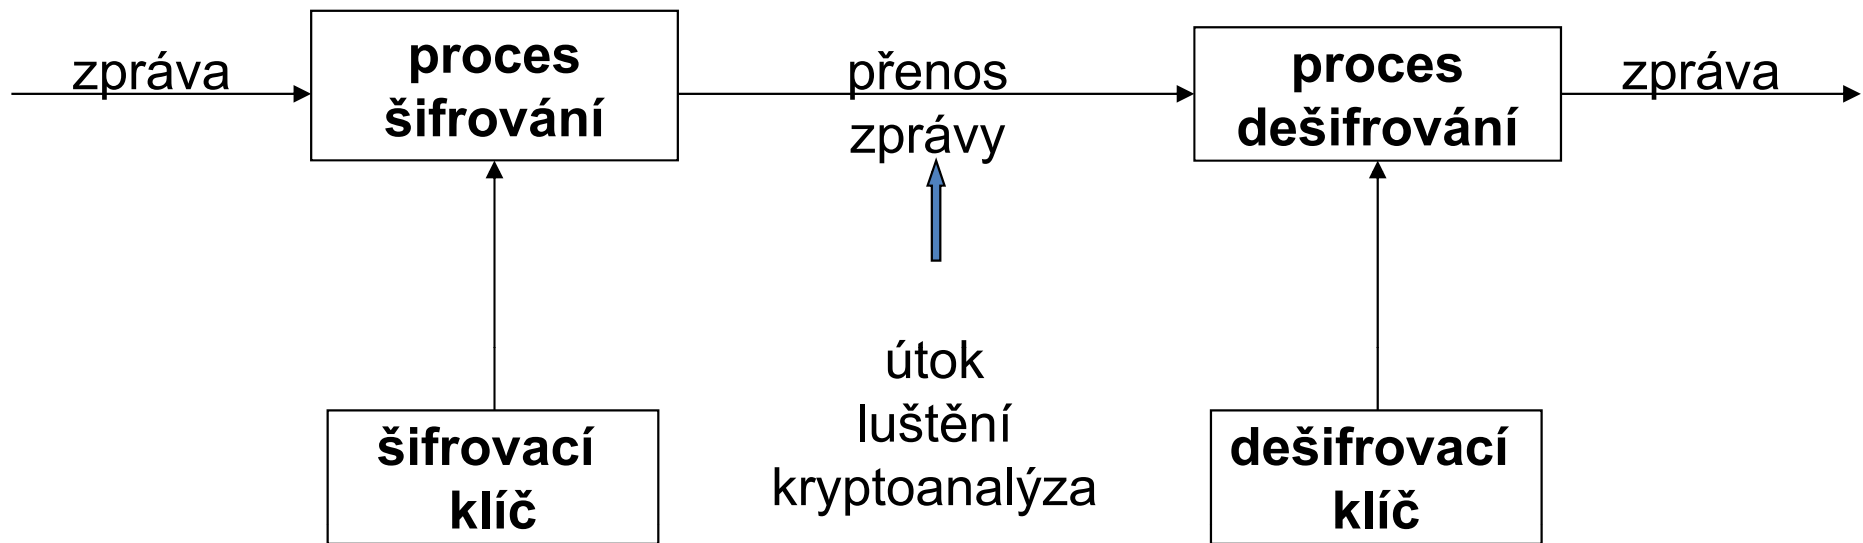 zpráva
proces
šifrování
přenos
zprávy
proces
dešifrování
zpráva
šifrovací
klíč
útok
luštění
kryptoanalýza
dešifrovací
klíč